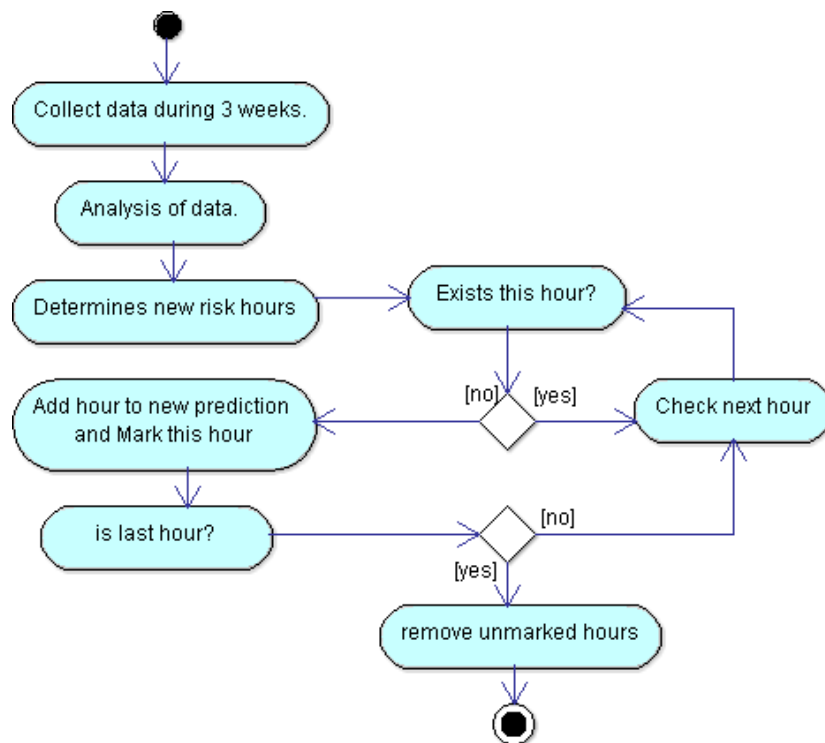 Collect data during 3 weeks.
Analysis of data.
Determines new risk hours
Exists this hour?
[no]
[yes]
Add hour to new prediction
and Mark this hour
Check next hour
is last hour?
[no]
[yes]
remove unmarked hours